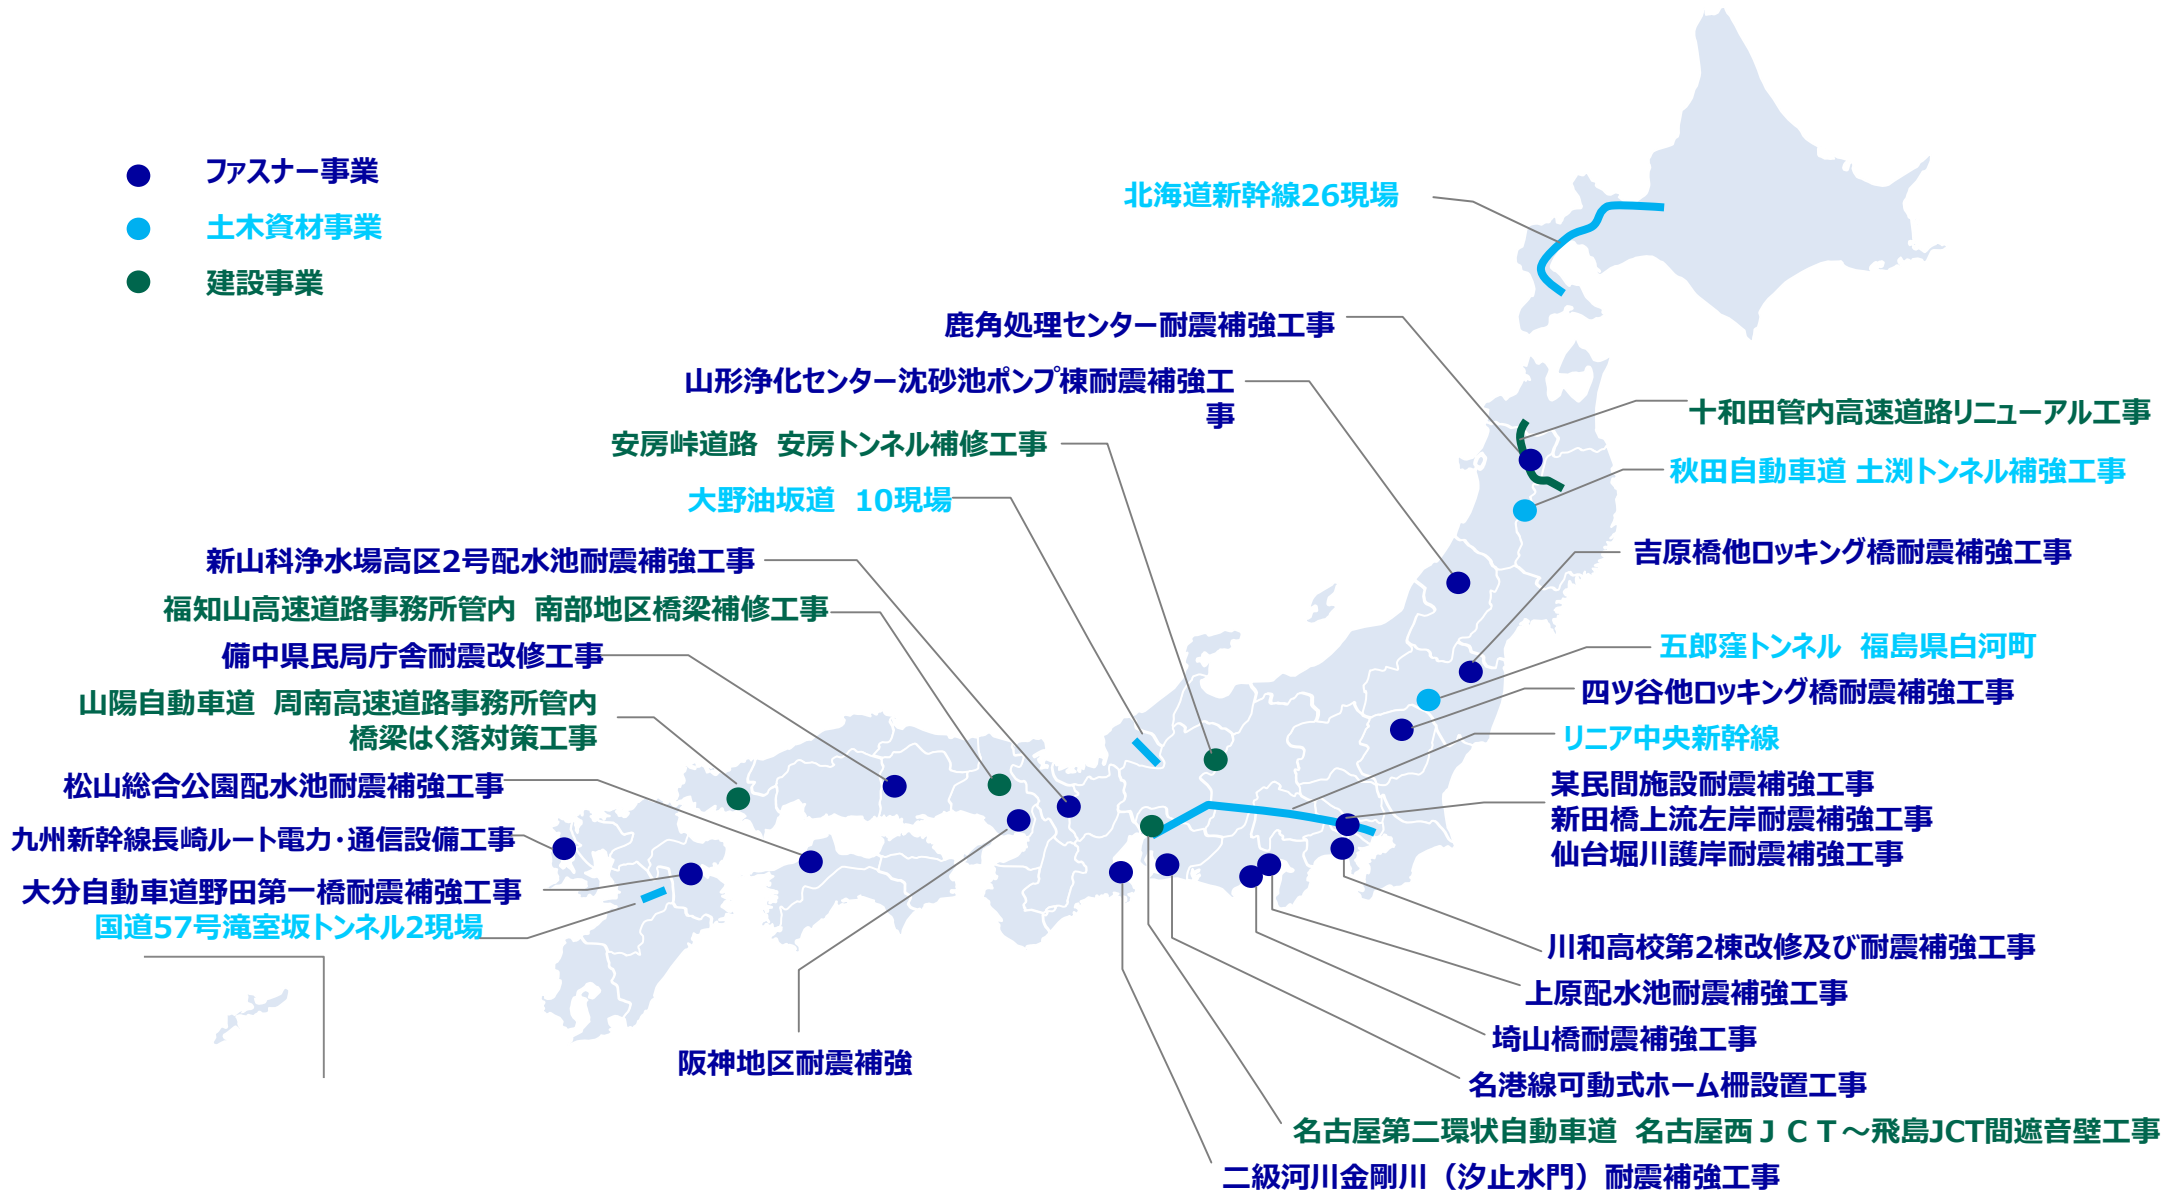 ファスナー事業
土木資材事業
建設事業
北海道新幹線26現場
鹿角処理センター耐震補強工事
山形浄化センター沈砂池ポンプ棟耐震補強工
事
安房峠道路　安房トンネル補修工事
大野油坂道　10現場
新山科浄水場高区2号配水池耐震補強工事
福知山高速道路事務所管内　南部地区橋梁補修工事
備中県民局庁舎耐震改修工事
山陽自動車道　周南高速道路事務所管内
橋梁はく落対策工事
松山総合公園配水池耐震補強工事
九州新幹線長崎ルート電力・通信設備工事
大分自動車道野田第一橋耐震補強工事
国道57号滝室坂トンネル2現場
阪神地区耐震補強
十和田管内高速道路リニューアル工事
秋田自動車道 土渕トンネル補強工事
吉原橋他ロッキング橋耐震補強工事
五郎窪トンネル　福島県白河町
四ツ谷他ロッキング橋耐震補強工事
リニア中央新幹線
某民間施設耐震補強工事
新田橋上流左岸耐震補強工事
仙台堀川護岸耐震補強工事
川和高校第2棟改修及び耐震補強工事
上原配水池耐震補強工事
埼山橋耐震補強工事
名港線可動式ホーム柵設置工事
名古屋第二環状自動車道　名古屋西ＪＣＴ～飛島JCT間遮音壁工事
二級河川金剛川（汐止水門）耐震補強工事